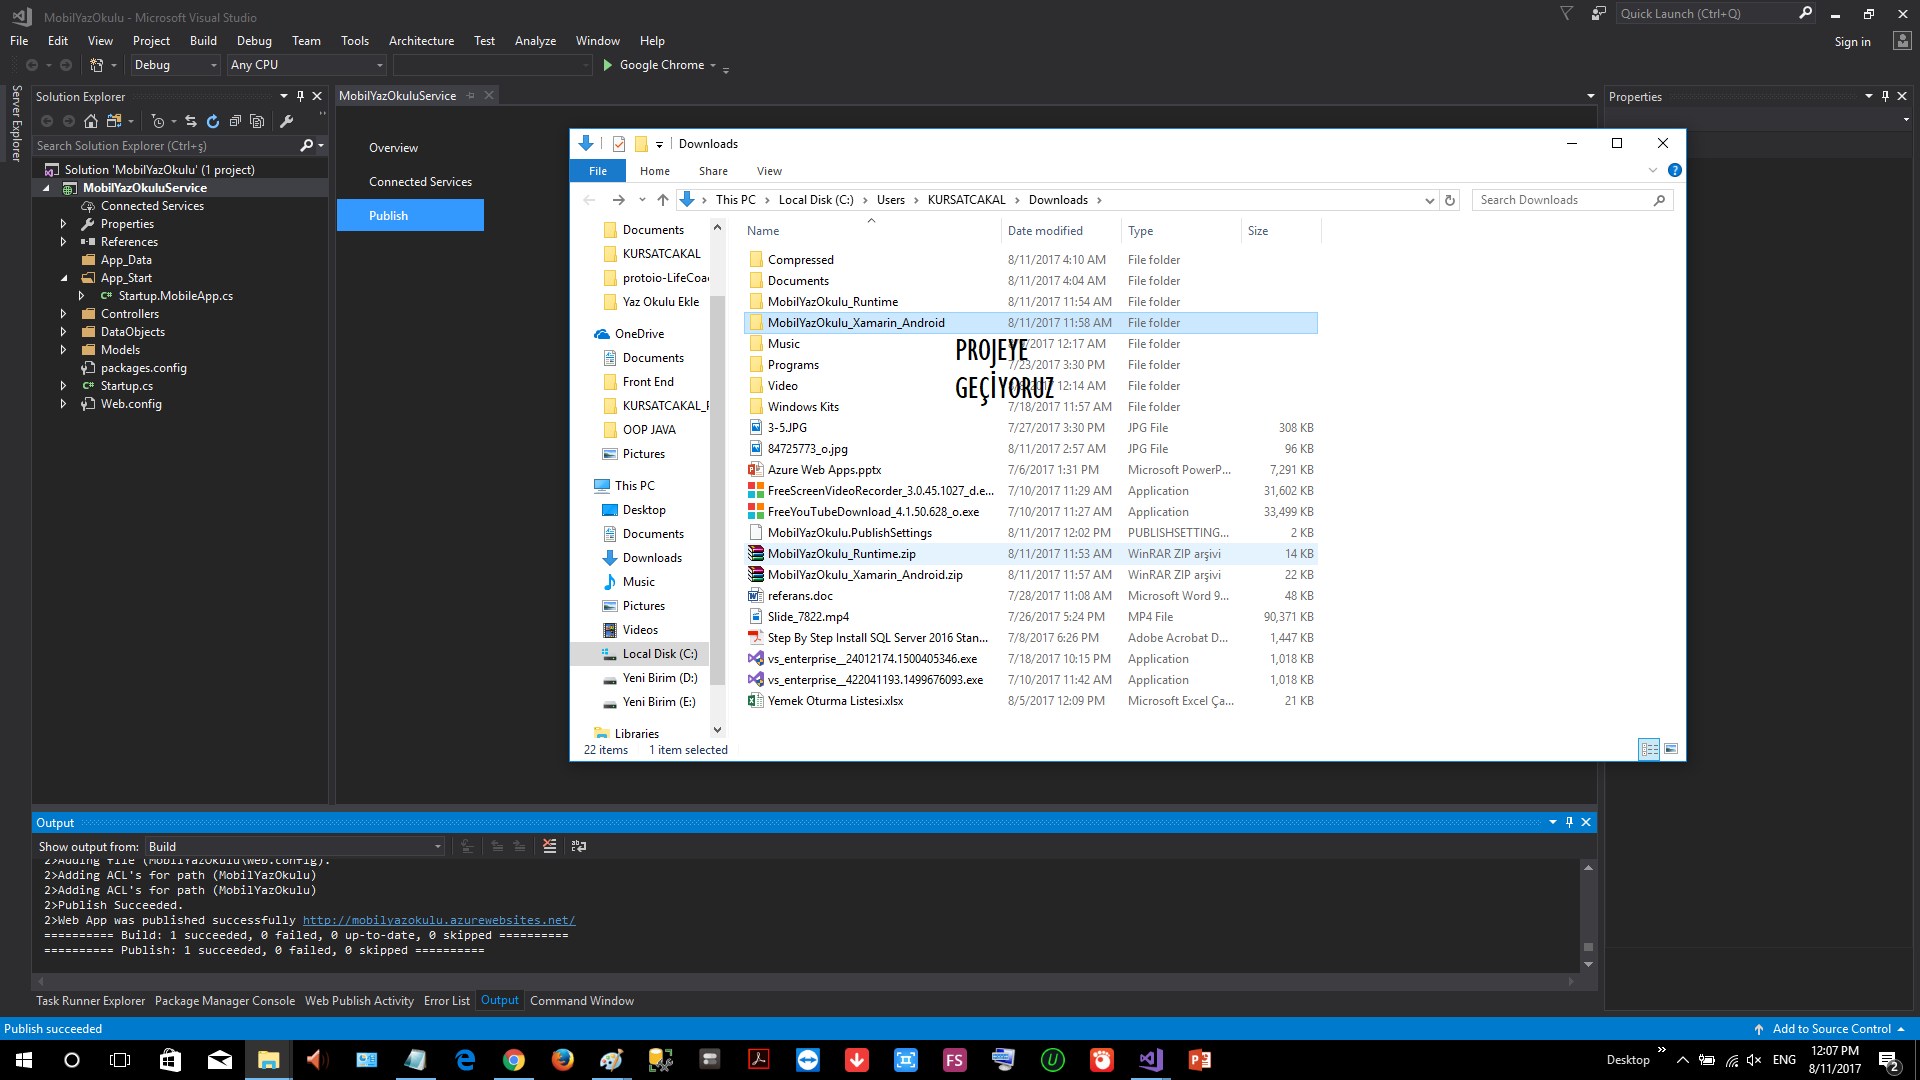 MobilYazOkulu - Microsoft Visual Studio
Quick Launch (Ctrl+Q)
File Edit View Project Build Debug Team Tools Architecture Test Analyze Window Help
Sign in
Debug Any CPU Google Chrome
Server Explorer
Solution Explorer
Search Solution Explorer (Ctrl+ş)
Solution 'MobilYazOkulu' (1 project)
MobilYazOkuluService
Connected Services
Properties
References
App_Data
App_Start
Startup.MobileApp.cs
Controllers
DataObjects
Models
packages.config
Startup.cs
Web.config
MobilYazOkuluService
Overview
Connected Services
Publish
Properties
Downloads
File Home Share View
This PC Local Disk (C:) Users KURSATCAKAL Downloads
Search Downloads
Documents
KURSATCAKAL
protoio-LifeCoac
Yaz Okulu Ekle
OneDrive
Documents
Front End
KURSATCAKAL_F
OOP JAVA
Pictures
This PC
Desktop
Documents
Downloads
Music
Pictures
Videos
Local Disk (C:)
Yeni Birim (D:)
Yeni Birim (E:)
Libraries
Name Date modified Type Size
Compressed 8/11/2017 4:10 AM File folder
Documents 8/11/2017 4:04 AM File folder
MobilYazOkulu_Runtime 8/11/2017 11:54 AM File folder
MobilYazOkulu_Xamarin_Android 8/11/2017 11:58 AM File folder
Music /2017 12:17 AM File folder
Programs 7/23/2017 3:30 PM File folder
Video 12:14 AM File folder
Windows Kits 7/18/2017 11:57 AM File folder
3-5.JPG 7/27/2017 3:30 PM JPG File 308 KB
84725773_o.jpg 8/11/2017 2:57 AM JPG File 96 KB
Azure Web Apps.pptx 7/6/2017 1:31 PM Microsoft PowerP... 7,291 KB
FreeScreenVideoRecorder_3.0.45.1027_d.e... 7/10/2017 11:29 AM Application 31,602 KB
FreeYouTubeDownload_4.1.50.628_o.exe 7/10/2017 11:27 AM Application 33,499 KB
MobilYazOkulu.PublishSettings 8/11/2017 12:02 PM PUBLISHSETTING... 2 KB
MobilYazOkulu_Runtime.zip 8/11/2017 11:53 AM WinRAR ZIP arşivi 14 KB
MobilYazOkulu_Xamarin_Android.zip 8/11/2017 11:57 AM WinRAR ZIP arşivi 22 KB
referans.doc 7/28/2017 11:08 AM Microsoft Word 9... 48 KB
Slide_7822.mp4 7/26/2017 5:24 PM MP4 File 90,371 KB
Step By Step Install SQL Server 2016 Stan... 7/8/2017 6:26 PM Adobe Acrobat D... 1,447 KB
vs_enterprise__24012174.1500405346.exe 7/18/2017 10:15 PM Application 1,018 KB
vs_enterprise__422041193.1499676093.exe 7/10/2017 11:42 AM Application 1,018 KB
Yemek Oturma Listesi.xlsx 8/5/2017 12:09 PM Microsoft Excel Ça... 21 KB
PROJEYE
GEÇİYORUZ
22 items 1 item selected
Output
Show output from: Build
2>Adding file (MobilYazOkulu\Web.config).
2>Adding ACL's for path (MobilYazOkulu)
2>Adding ACL's for path (MobilYazOkulu)
2>Publish Succeeded.
2>Web App was published successfully http://mobilyazokulu.azurewebsites.net/
========== Build: 1 succeeded, 0 failed, 0 up-to-date, 0 skipped ==========
========== Publish: 1 succeeded, 0 failed, 0 skipped ==========
Task Runner Explorer Package Manager Console Web Publish Activity Error List Output Command Window
Publish succeeded
Add to Source Control
FS
Desktop
ENG
12:07 PM
8/11/2017
2